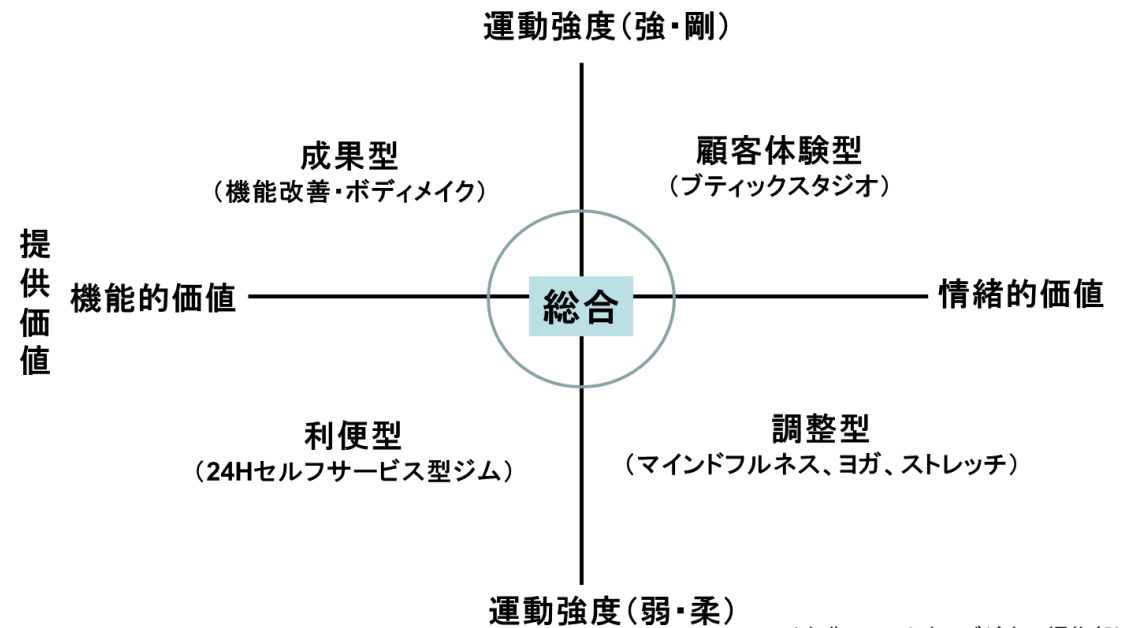 運動強度（強・剛）
成果型
（機能改善・ボディメイク）
顧客体験型
（ブティックスタジオ）
提供価値
機能的価値
総合
情緒的価値
利便型
（24Hセルフサービス型ジム）
調整型
（マインドフルネス、ヨガ、ストレッチ）
運動強度（弱・柔）